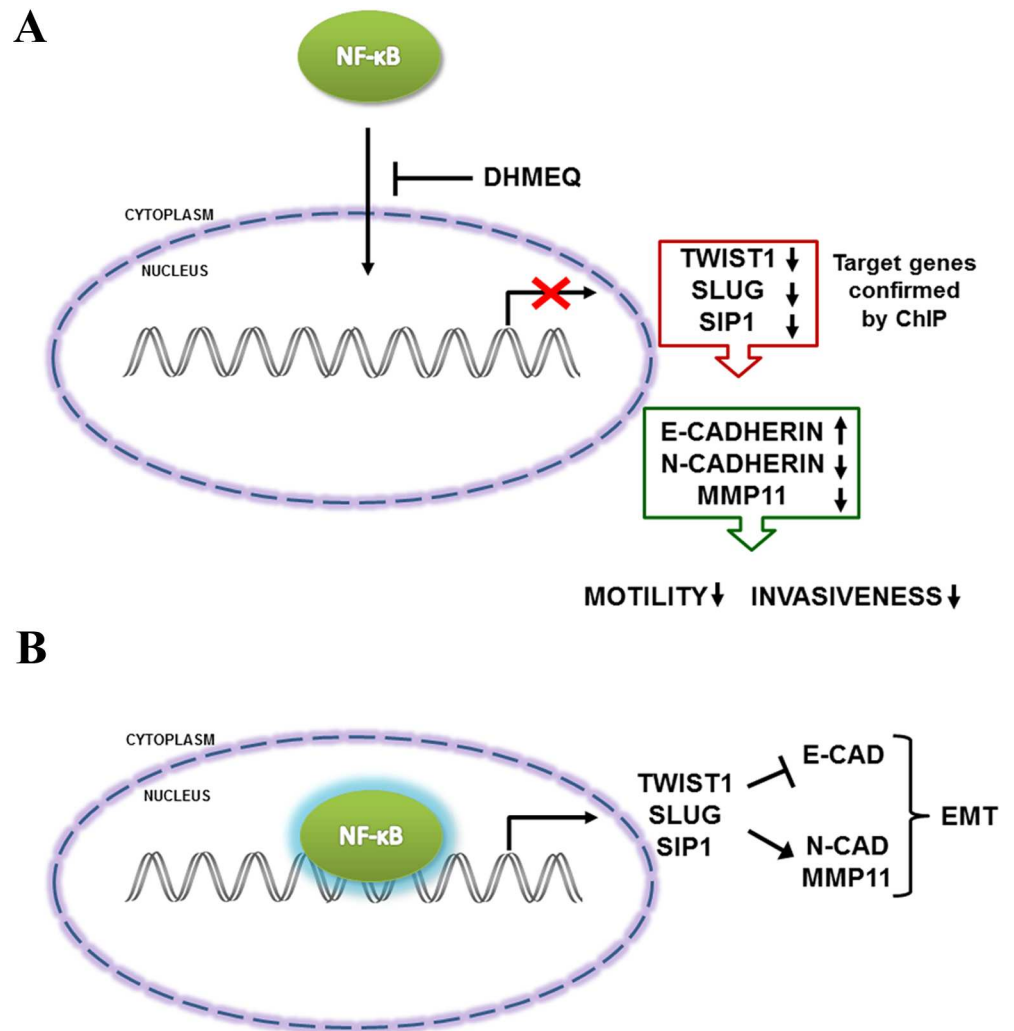 A
NF-κB
DHMEQ
CYTOPLASM
NUCLEUS
TWIST1
SLUG
SIP1
Target genes
confirmed
by ChIP
E-CADHERIN
N-CADHERIN
MMP11
MOTILITY INVASIVENESS
B
CYTOPLASM
NUCLEUS
NF-κB
TWIST1
SLUG
SIP1
E-CAD
N-CAD
MMP11
EMT